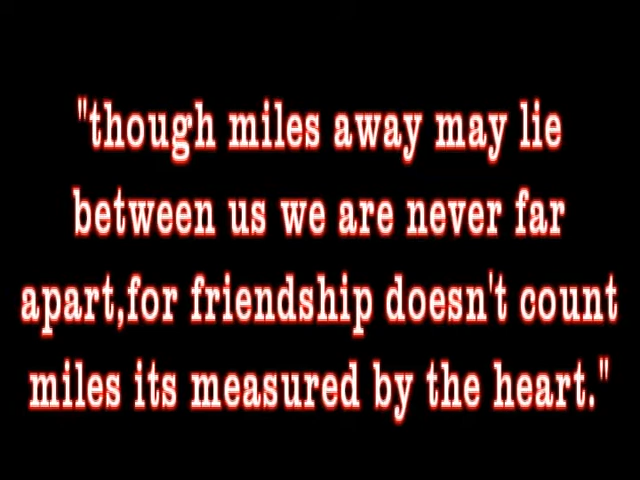 "though miles away may lie
between us we are never far
apart,for friendship doesn't count
miles its measured by the heart."